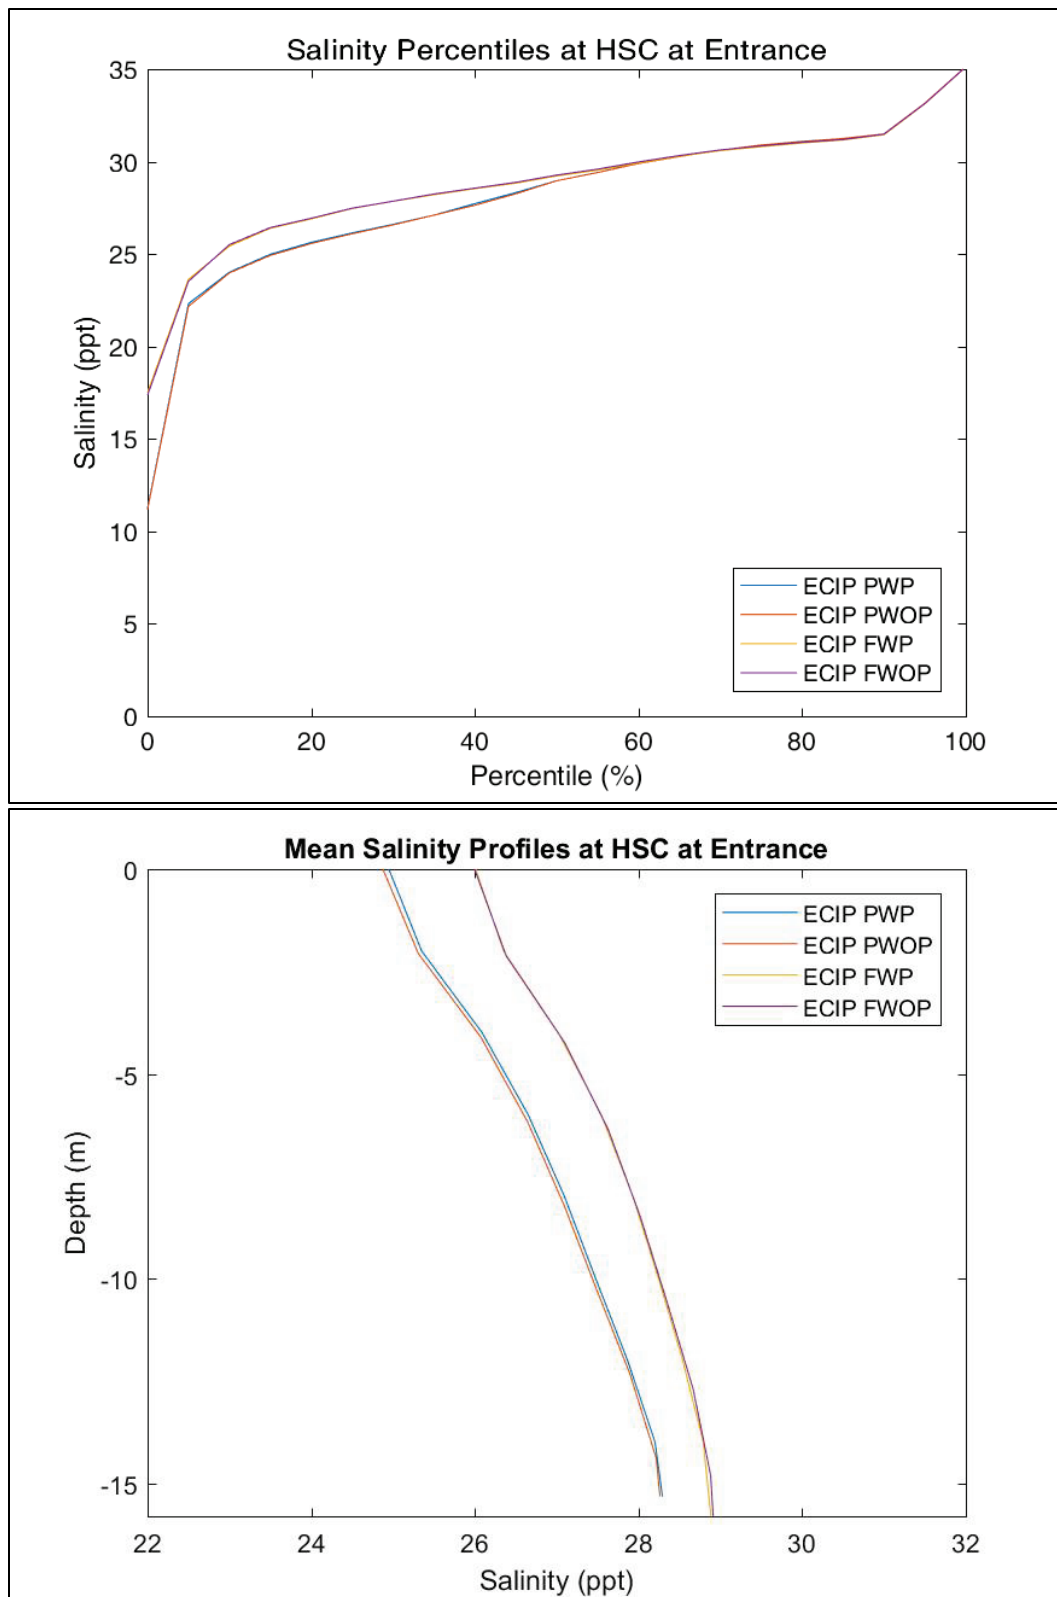 Salinity Percentiles at HSC at Entrance
35
30
25
20
15
10
5
0
Salinity (ppt)
ECIP PWP
ECIP PWOP
ECIP FWP
ECIP FWOP
0 20 40 60 80 100
Percentile (%)
Mean Salinity Profiles at HSC at Entrance
0
-5
-10
-15
Depth (m)
ECIP PWP
ECIP PWOP
ECIP FWP
ECIP FWOP
22 24 26 28 30 32
Salinity (ppt)